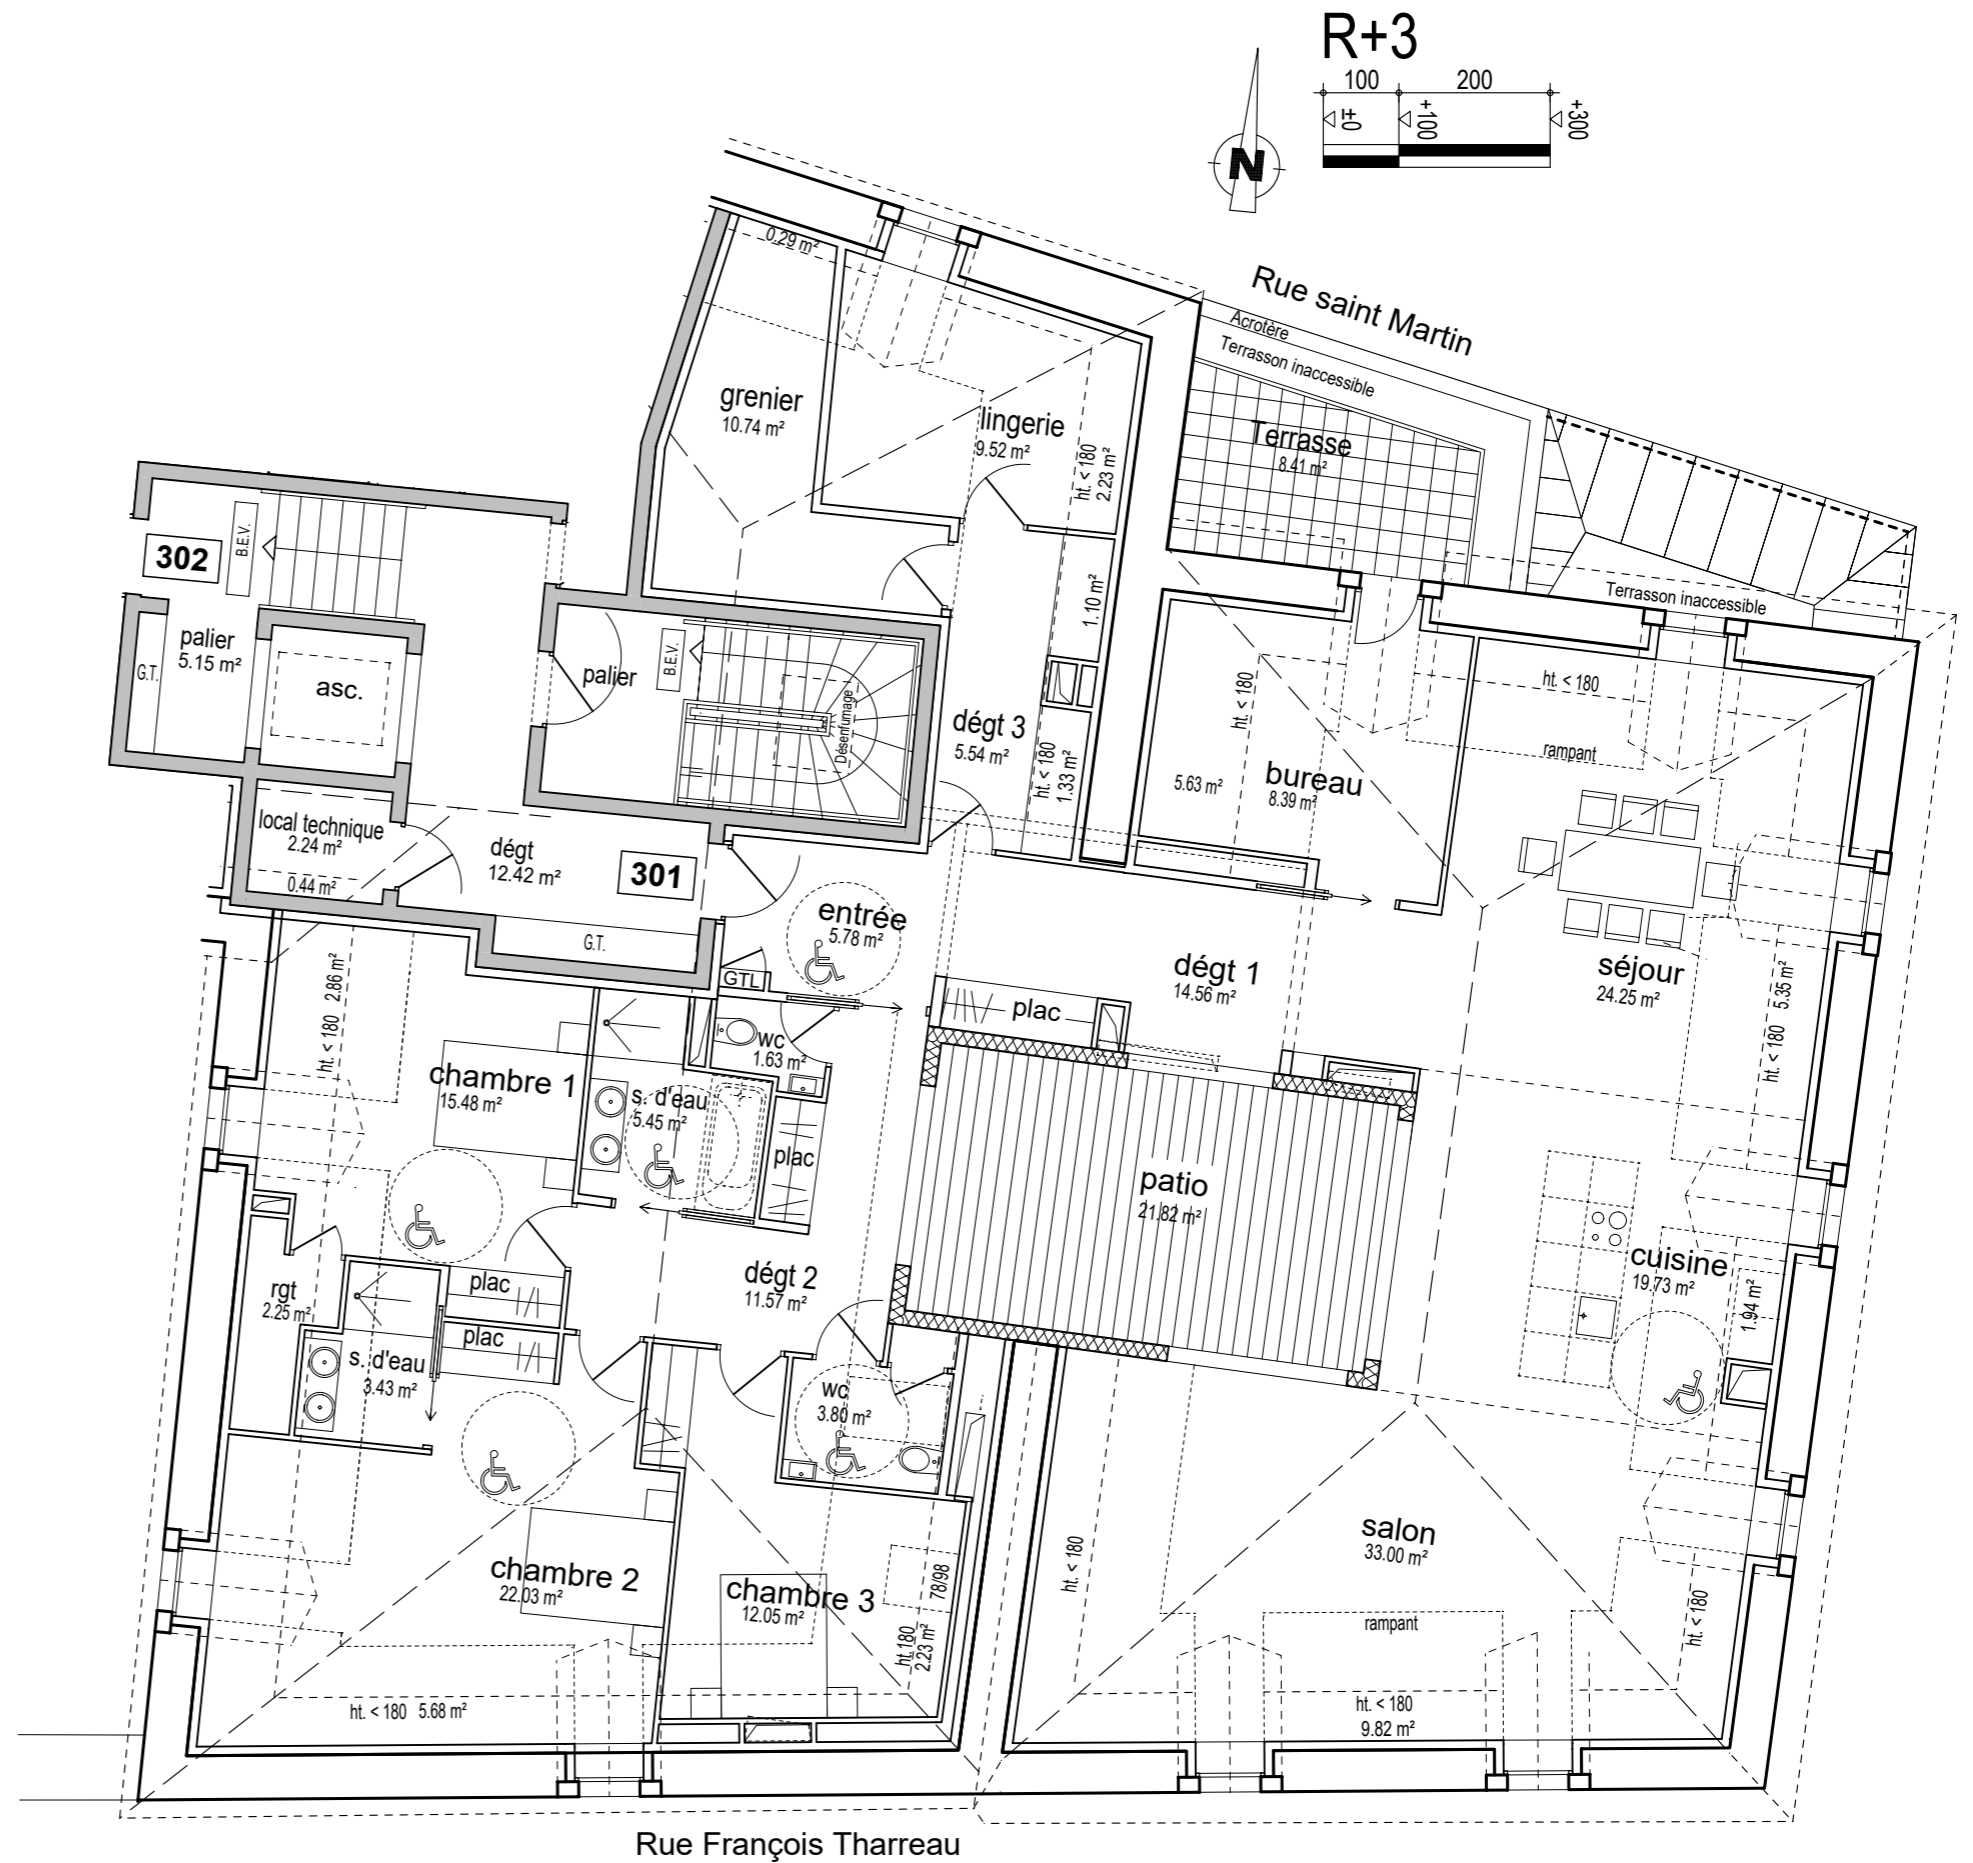 R+3
100
200
±0
+100
+300
N
Rue saint Martin
Acrotère
Terrasson inaccessible
0.29 m²
grenier
10.74 m²
lingerie
9.52 m²
ht. < 180
2.23 m²
Terrasse
8.41 m²
Terrasson inaccessible
302
B.E.V.
palier
5.15 m²
G.T.
asc.
palier
B.E.V.
Désenfumage
1.10 m²
dégt 3
5.54 m²
ht. < 180
1.33 m²
ht. < 180
5.63 m²
bureau
8.39 m²
ht. < 180
rampant
local technique
2.24 m²
0.44 m²
dégt
12.42 m²
301
G.T.
entrée
5.78 m²
GTL
plac
dégt 1
14.56 m²
séjour
24.25 m²
ht. < 180 5.35 m²
ht. < 180 2.86 m²
chambre 1
15.48 m²
wc
1.63 m²
s. d'eau
5.45 m²
plac
patio
21.82 m²
cuisine
19.73 m²
1.94 m²
rgt
2.25 m²
plac
plac
s. d'eau
3.43 m²
dégt 2
11.57 m²
wc
3.80 m²
chambre 2
22.03 m²
chambre 3
12.05 m²
78/98
ht.180
2.23 m²
ht. < 180 5.68 m²
ht. < 180
salon
33.00 m²
rampant
ht. < 180
ht. < 180
9.82 m²
Rue François Tharreau